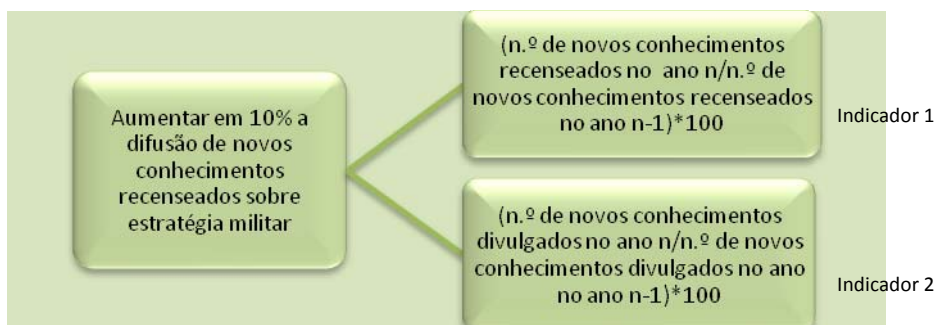 Aumentar em 10% a
difusão de novos
conhecimentos
recenseados sobre
estratégia militar
(n.º de novos conhecimentos
recenseados no ano n/n.º de
novos conhecimentos recenseados
no ano n-1)*100
Indicador 1
(n.º de novos conhecimentos
divulgados no ano n/n.º de novos
conhecimentos divulgados no ano
no ano n-1)*100
Indicador 2